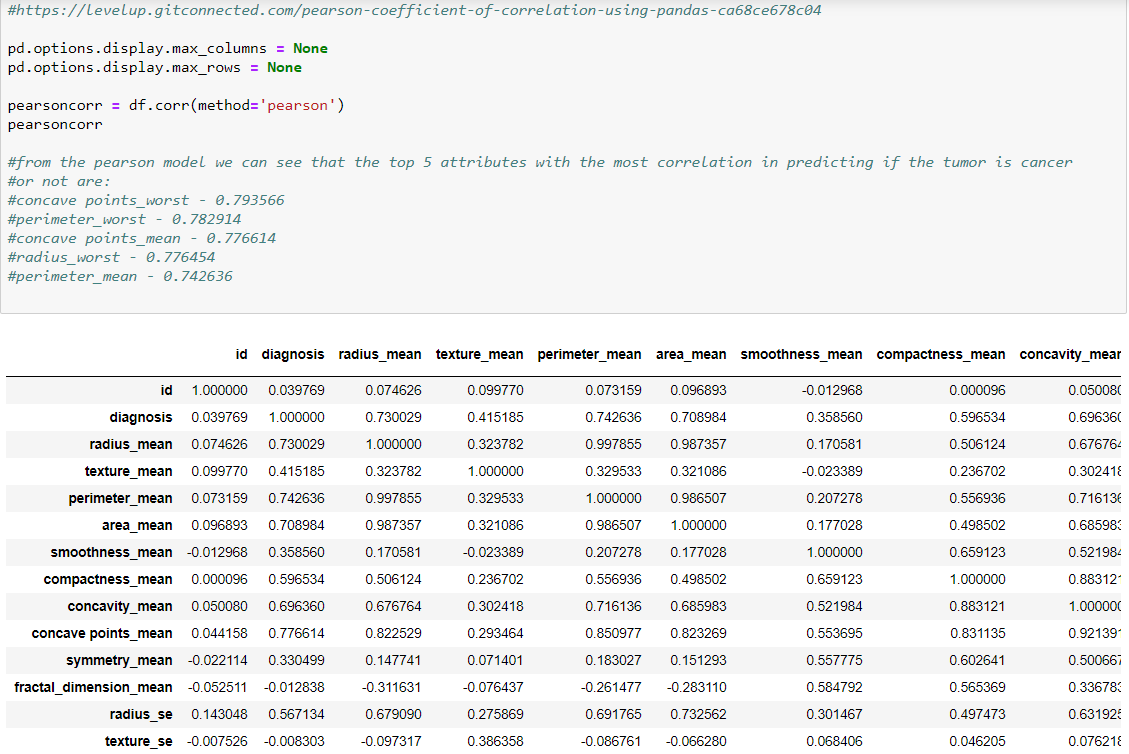 #https://levelup.gitconnected.com/pearson-coefficient-of-correlation-using-pandas-ca68ce678c04
pd.options.display.max_columns = None
pd.options.display.max_rows = None
pearsoncorr = df.corr(method='pearson')
pearsoncorr
#from the pearson model we can see that the top 5 attributes with the most correlation in predicting if the tumor is cancer
#or not are:
#concave points_worst - 0.793566
#perimeter_worst - 0.782914
#concave points_mean - 0.776614
#radius_worst - 0.776454
#perimeter_mean - 0.742636
id diagnosis radius_mean texture_mean perimeter_mean area_mean smoothness_mean compactness_mean concavity_mean
id 1.000000 0.039769 0.074626 0.099770 0.073159 0.096893 -0.012968 0.000096 0.050080
diagnosis 0.039769 1.000000 0.730029 0.415185 0.742636 0.708984 0.358560 0.596534 0.696360
radius_mean 0.074626 0.730029 1.000000 0.323782 0.997855 0.987357 0.170581 0.506124 0.676764
texture_mean 0.099770 0.415185 0.323782 1.000000 0.329533 0.321086 -0.023389 0.236702 0.302418
perimeter_mean 0.073159 0.742636 0.997855 0.329533 1.000000 0.986507 0.207278 0.556936 0.716136
area_mean 0.096893 0.708984 0.987357 0.321086 0.986507 1.000000 0.177028 0.498502 0.685983
smoothness_mean -0.012968 0.358560 0.170581 -0.023389 0.207278 0.177028 1.000000 0.659123 0.521984
compactness_mean 0.000096 0.596534 0.506124 0.236702 0.556936 0.498502 0.659123 1.000000 0.883121
concavity_mean 0.050080 0.696360 0.676764 0.302418 0.716136 0.685983 0.521984 0.883121 1.000000
concave points_mean 0.044158 0.776614 0.822529 0.293464 0.850977 0.823269 0.553695 0.831135 0.921391
symmetry_mean -0.022114 0.330499 0.147741 0.071401 0.183027 0.151293 0.557775 0.602641 0.500667
fractal_dimension_mean -0.052511 -0.012838 -0.311631 -0.076437 -0.261477 -0.283110 0.584792 0.565369 0.336783
radius_se 0.143048 0.567134 0.679090 0.275869 0.691765 0.732562 0.301467 0.497473 0.631925
texture_se -0.007526 -0.008303 -0.097317 0.386358 -0.086761 -0.066280 0.068406 0.046205 0.076218